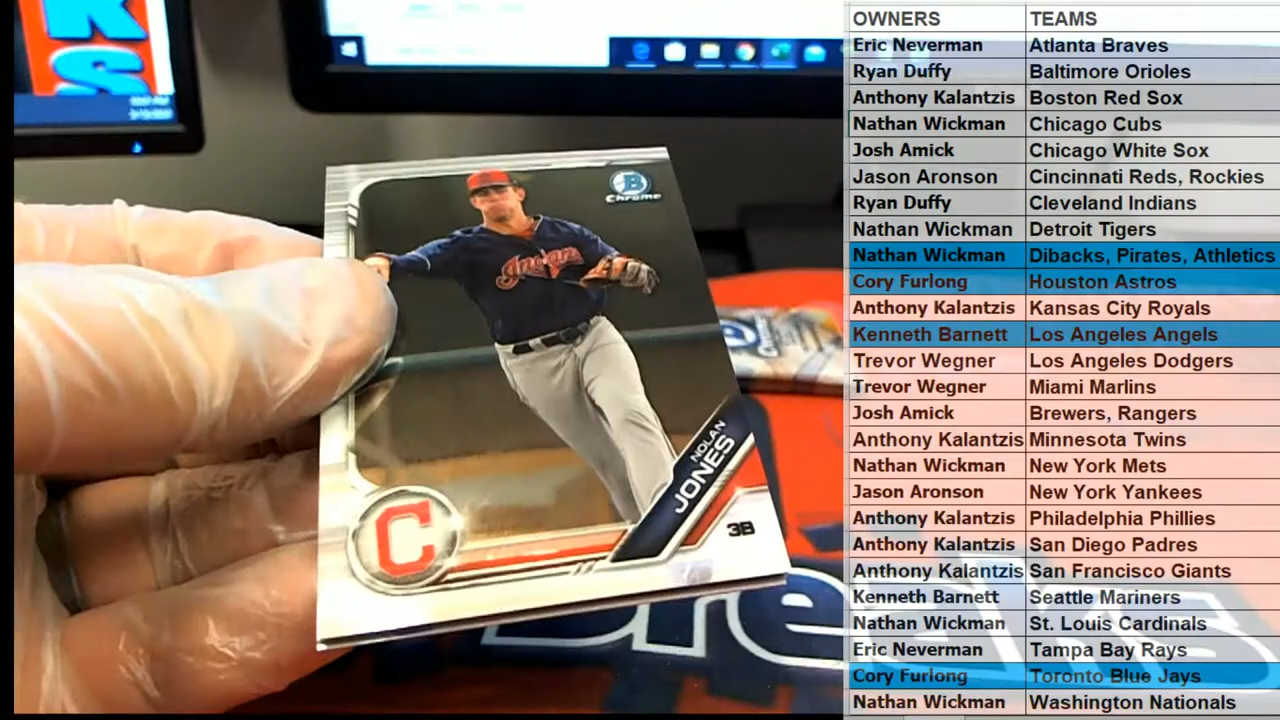 KS
B
Chrome
Indians
NOLAN
JONES
3B
C
Breaks
OWNERS TEAMS
Eric Neverman Atlanta Braves
Ryan Duffy Baltimore Orioles
Anthony Kalantzis Boston Red Sox
Nathan Wickman Chicago Cubs
Josh Amick Chicago White Sox
Jason Aronson Cincinnati Reds, Rockies
Ryan Duffy Cleveland Indians
Nathan Wickman Detroit Tigers
Nathan Wickman Dibacks, Pirates, Athletics
Cory Furlong Houston Astros
Anthony Kalantzis Kansas City Royals
Kenneth Barnett Los Angeles Angels
Trevor Wegner Los Angeles Dodgers
Trevor Wegner Miami Marlins
Josh Amick Brewers, Rangers
Anthony Kalantzis Minnesota Twins
Nathan Wickman New York Mets
Jason Aronson New York Yankees
Anthony Kalantzis Philadelphia Phillies
Anthony Kalantzis San Diego Padres
Anthony Kalantzis San Francisco Giants
Kenneth Barnett Seattle Mariners
Nathan Wickman St. Louis Cardinals
Eric Neverman Tampa Bay Rays
Cory Furlong Toronto Blue Jays
Nathan Wickman Washington Nationals